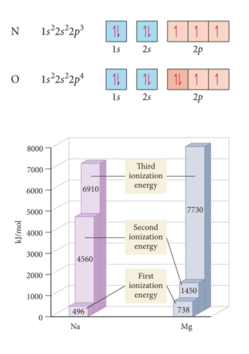 N 1s²2s²2p³
1s 2s 2p
O 1s²2s²2p⁴
1s 2s 2p
8000
7000
6000
5000
4000
3000
2000
1000
0
kJ/mol
Third
ionization
energy
6910
7730
Second
ionization
energy
4560
1450
First
ionization
energy
496
738
Na
Mg